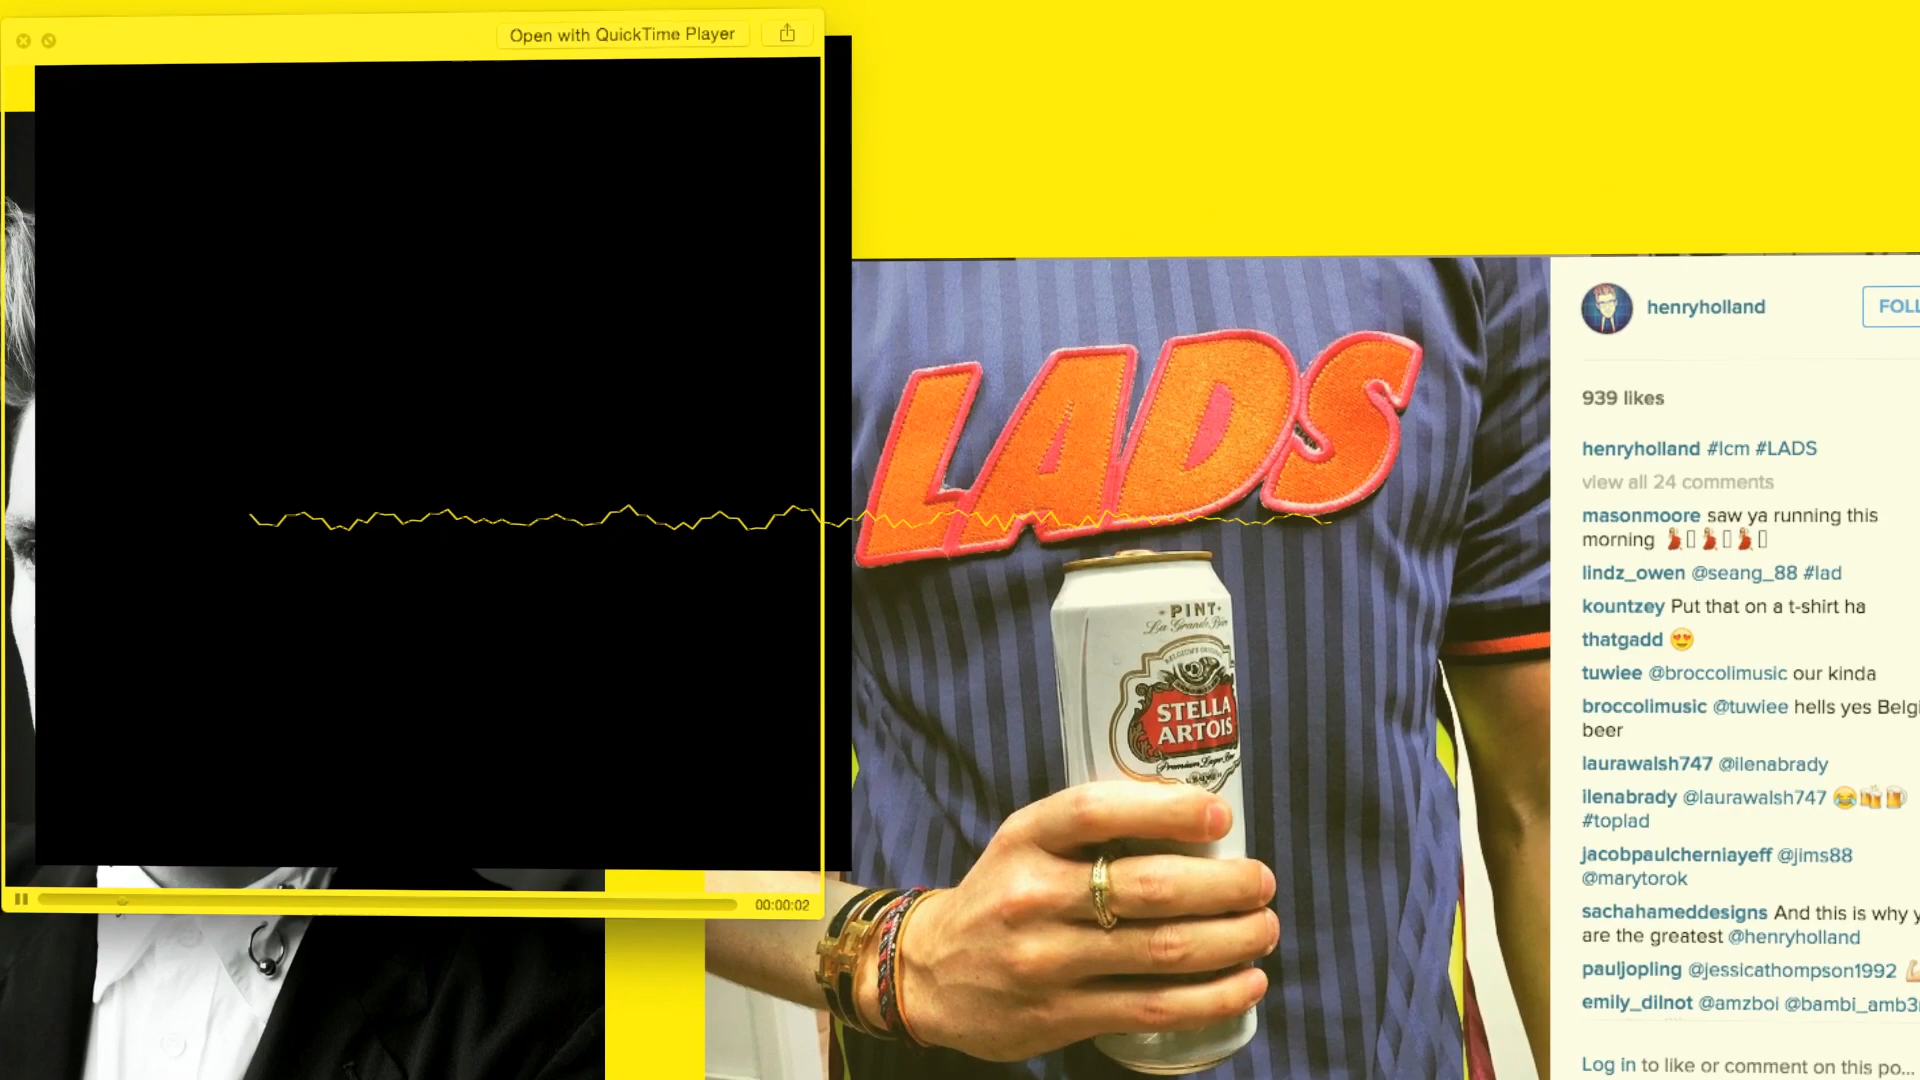 Open with QuickTime Player
00:00:02
LADS
PINT
La Grande Bière
STELLA
ARTOIS
henryholland
939 likes
henryholland #lcm #LADS
view all 24 comments
masonmoore saw ya running this
morning
lindz_owen @seang_88 #lad
kountzey Put that on a t-shirt ha
thatgadd 😍
tuwiee @broccolimusic our kinda
broccolimusic @tuwiee hells yes Belgi
beer
laurawalsh747 @ilenabrady
ilenabrady @laurawalsh747 😂🍻🍺
#toplad
jacobpaulcherniayeff @jims88
@marytorok
sachahameddesigns And this is why y
are the greatest @henryholland
pauljopling @jessicathompson1992
emily_dilnot @amzboi @bambi_amb3
Log in to like or comment on this po...